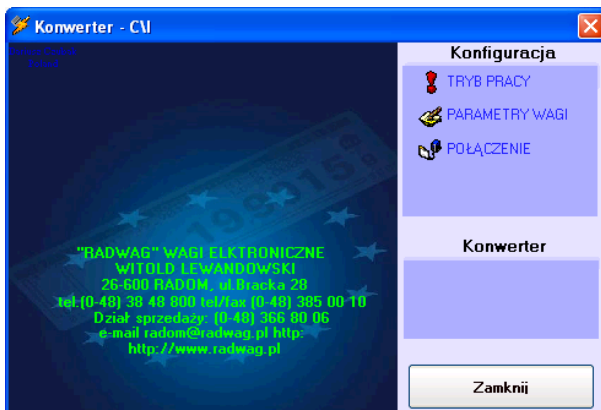 Konwerter - C\I
Konfiguracja
TRYB PRACY
PARAMETRY WAGI
POŁĄCZENIE
199915
"RADWAG" WAGI ELKTRONICZNE
WITOLD LEWANDOWSKI
26-600 RADOM, ul.Bracka 28
tel.(0-48) 38 48 800 tel/fax (0-48) 385 00 10
Dział sprzedaży: (0-48) 366 80 06
e-mail radom@radwag.pl http:
http://www.radwag.pl
Konwerter
Zamknij